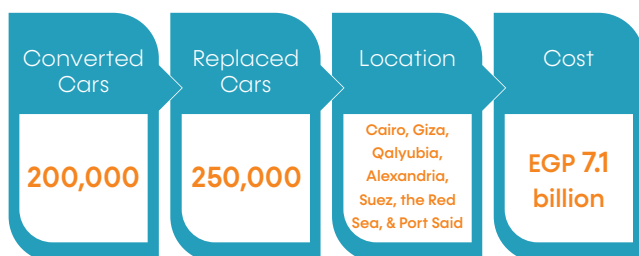 Converted
Cars
200,000
Replaced
Cars
250,000
Location
Cairo, Giza,
Qalyubia,
Alexandria,
Suez, the Red
Sea, & Port Said
Cost
EGP 7.1
billion